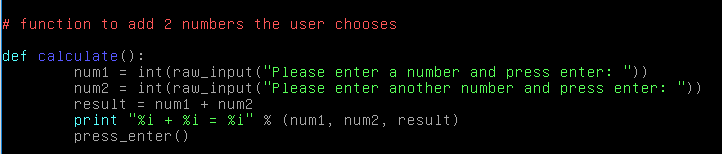 # function to add 2 numbers the user chooses
def calculate():
        num1 = int(raw_input("Please enter a number and press enter: "))
        num2 = int(raw_input("Please enter another number and press enter: "))
        result = num1 + num2
        print "%i + %i = %i" % (num1, num2, result)
        press_enter()